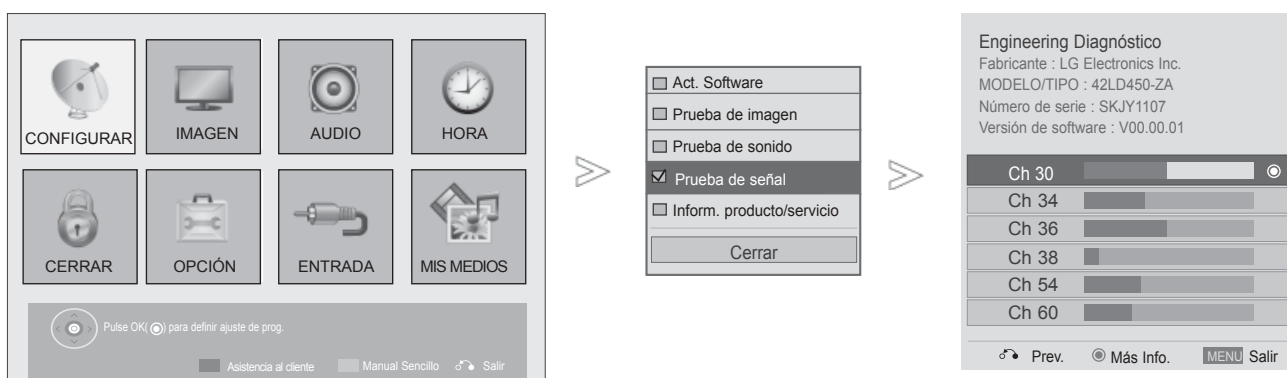 CONFIGURAR IMAGEN AUDIO HORA
CERRAR OPCIÓN ENTRADA MIS MEDIOS
Pulse OK( ) para definir ajuste de prog.
Asistencia al cliente Manual Sencillo Salir
Act. Software
Prueba de imagen
Prueba de sonido
Prueba de señal
Inform. producto/servicio
Cerrar
Engineering Diagnóstico
Fabricante : LG Electronics Inc.
MODELO/TIPO : 42LD450-ZA
Número de serie : SKJY1107
Versión de software : V00.00.01
Ch 30
Ch 34
Ch 36
Ch 38
Ch 54
Ch 60
Prev. Más Info. MENU Salir